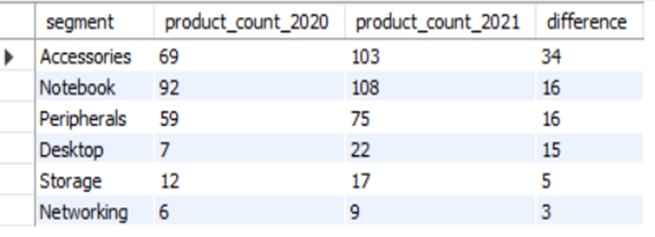 segment product_count_2020 product_count_2021 difference
Accessories 69 103 34
Notebook 92 108 16
Peripherals 59 75 16
Desktop 7 22 15
Storage 12 17 5
Networking 6 9 3